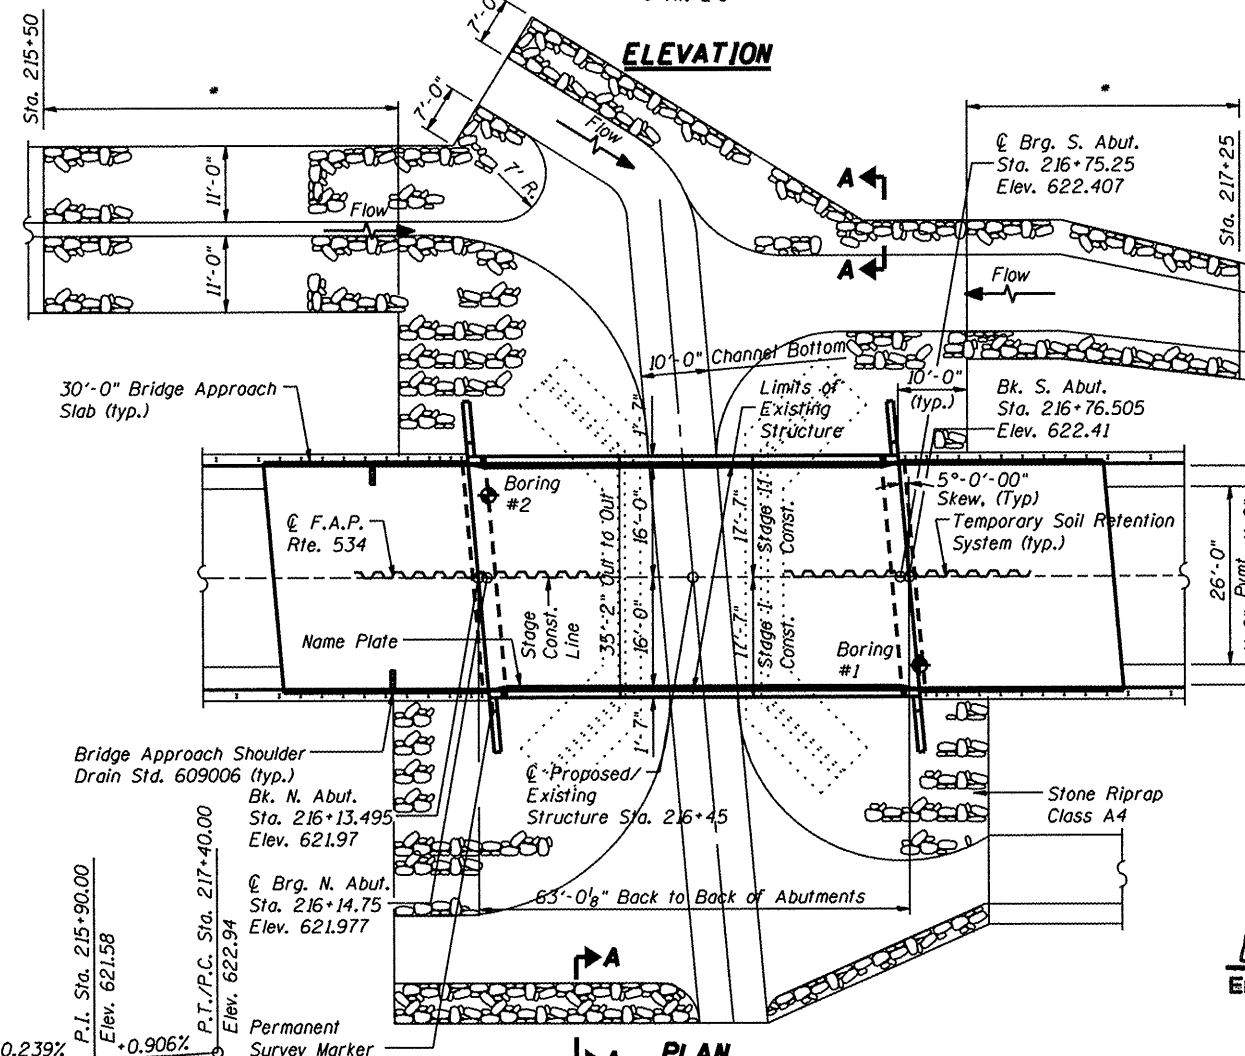 ELEVATION
Sta. 215+50
*
7'-0"
7'-0"
Flow
7' R.
11'-0"
Flow
11'-0"
A
A
*
℄ Brg. S. Abut.
Sta. 216+75.25
Elev. 622.407
Sta. 217+25
Flow
10'-0" Channel Bottom
30'-0" Bridge Approach
Slab (typ.)
Limits of
Existing
Structure
10'-0"
(typ.)
Bk. S. Abut.
Sta. 216+76.505
Elev. 622.41
1'-7"
Boring
#2
5°-0'-00"
Skew, (Typ)
Temporary Soil Retention
System (typ.)
℄ F.A.P.
Rte. 534
35'-2" Out to Out
16'-0"
16'-0"
17'-7"
17'-7"
Stage II
Const.
Stage I
Const.
26'-0"
Name Plate
Stage
Const.
Line
Boring
#1
1'-7"
Bridge Approach Shoulder
Drain Std. 609006 (typ.)
℄ Proposed/
Existing
Structure Sta. 216+45
Bk. N. Abut.
Sta. 216+13.495
Elev. 621.97
Stone Riprap
Class A4
℄ Brg. N. Abut.
Sta. 216+14.75
Elev. 621.977
63'-0⅛" Back to Back of Abutments
P.I. Sta. 215+90.00
Elev. 621.58
P.T./P.C. Sta. 217+40.00
Elev. 622.94
A
0.239%
+0.906%
Permanent
Survey Marker
A
PLAN